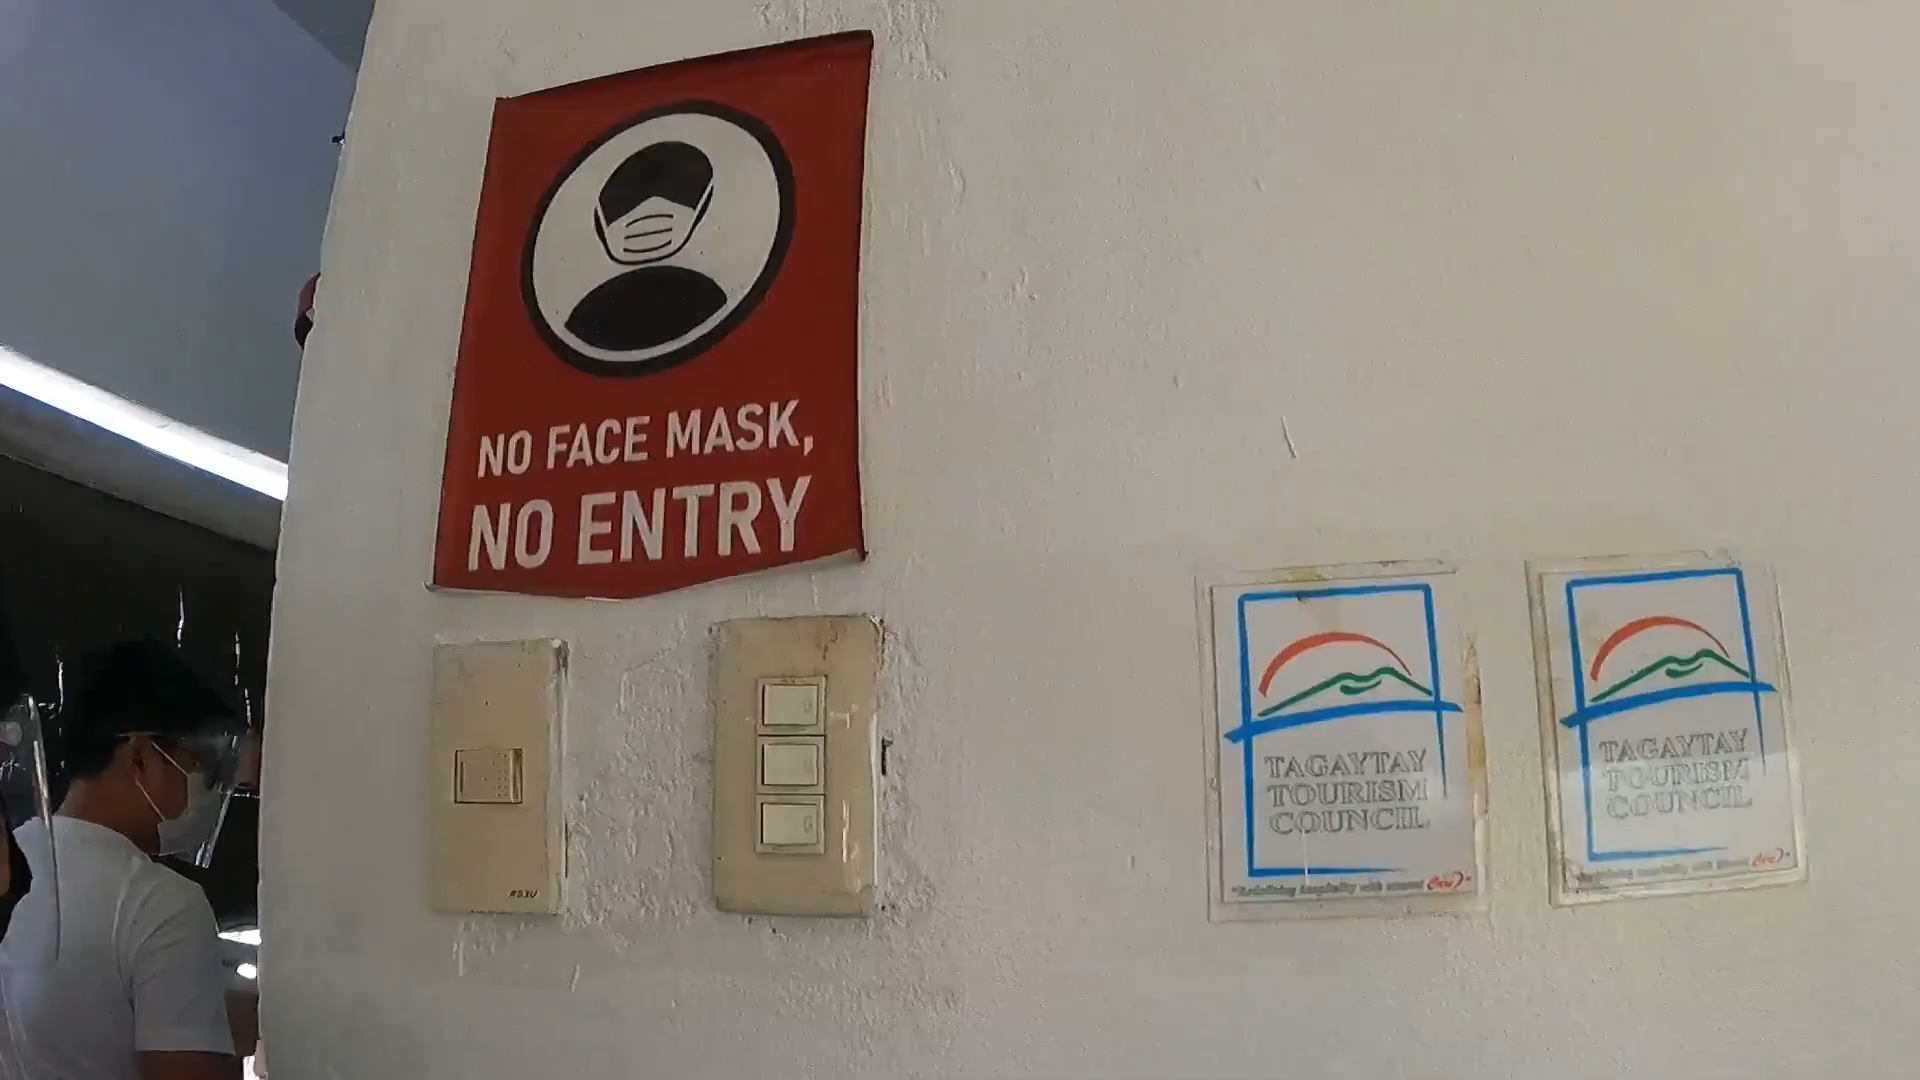 NO FACE MASK,
NO ENTRY
TAGAYTAY
TOURISM
COUNCIL
TAGAYTAY
TOURISM
COUNCIL